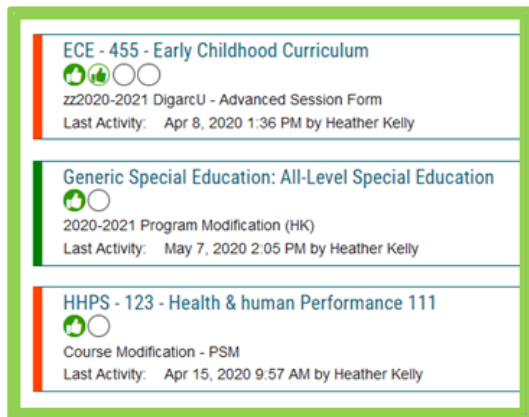 ECE - 455 - Early Childhood Curriculum
zz2020-2021 DigarcU - Advanced Session Form
Last Activity: Apr 8, 2020 1:36 PM by Heather Kelly
Generic Special Education: All-Level Special Education
2020-2021 Program Modification (HK)
Last Activity: May 7, 2020 2:05 PM by Heather Kelly
HHPS - 123 - Health & human Performance 111
Course Modification - PSM
Last Activity: Apr 15, 2020 9:57 AM by Heather Kelly